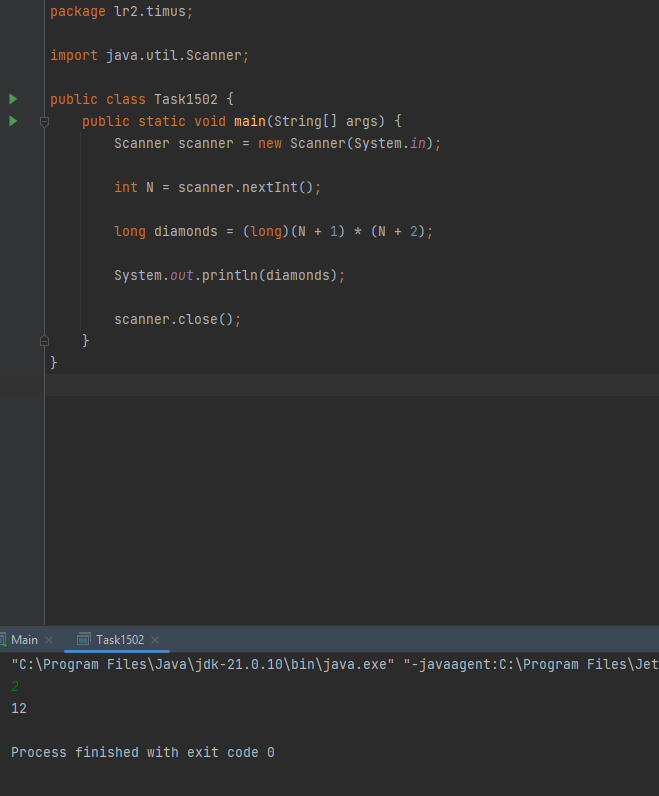 package lr2.timus;
import java.util.Scanner;
public class Task1502 {
public static void main(String[] args) {
Scanner scanner = new Scanner(System.in);
int N = scanner.nextInt();
long diamonds = (long)(N + 1) * (N + 2);
System.out.println(diamonds);
scanner.close();
}
}
Main
Task1502
"C:\Program Files\Java\jdk-21.0.10\bin\java.exe" "-javaagent:C:\Program Files\Jet
2
12
Process finished with exit code 0